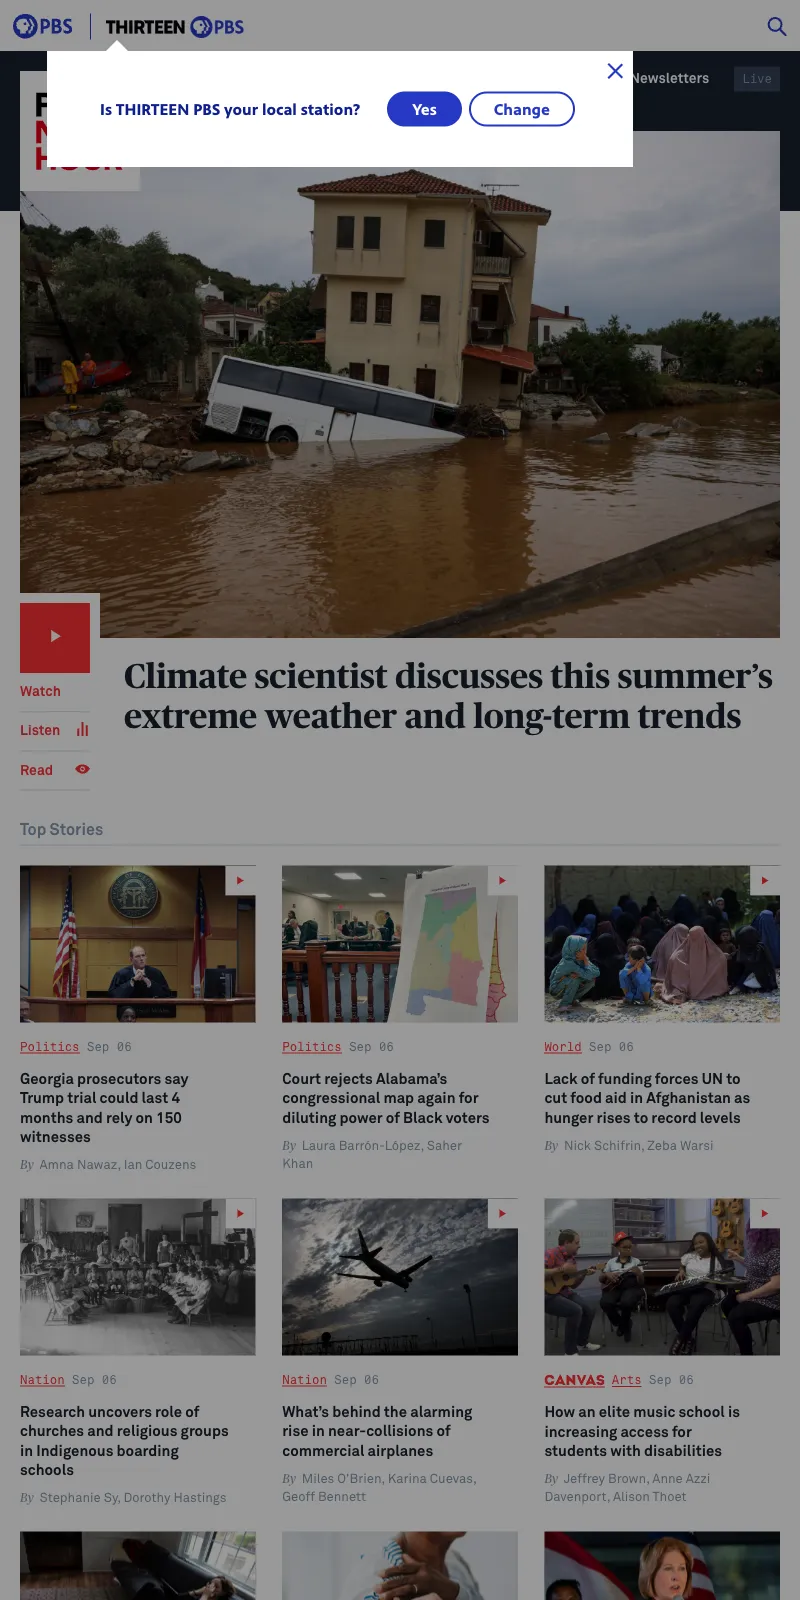 PBS THIRTEEN PBS
Is THIRTEEN PBS your local station? Yes Change
Newsletters Live
HOUR
Climate scientist discusses this summer’s
extreme weather and long-term trends
Watch
Listen
Read
Top Stories
Politics Sep 06
Georgia prosecutors say
Trump trial could last 4
months and rely on 150
witnesses
By Amna Nawaz, Ian Couzens
Politics Sep 06
Court rejects Alabama’s
congressional map again for
diluting power of Black voters
By Laura Barrón-López, Saher
Khan
World Sep 06
Lack of funding forces UN to
cut food aid in Afghanistan as
hunger rises to record levels
By Nick Schifrin, Zeba Warsi
Nation Sep 06
Research uncovers role of
churches and religious groups
in Indigenous boarding
schools
By Stephanie Sy, Dorothy Hastings
Nation Sep 06
What’s behind the alarming
rise in near-collisions of
commercial airplanes
By Miles O’Brien, Karina Cuevas,
Geoff Bennett
CANVAS Arts Sep 06
How an elite music school is
increasing access for
students with disabilities
By Jeffrey Brown, Anne Azzi
Davenport, Alison Thoet